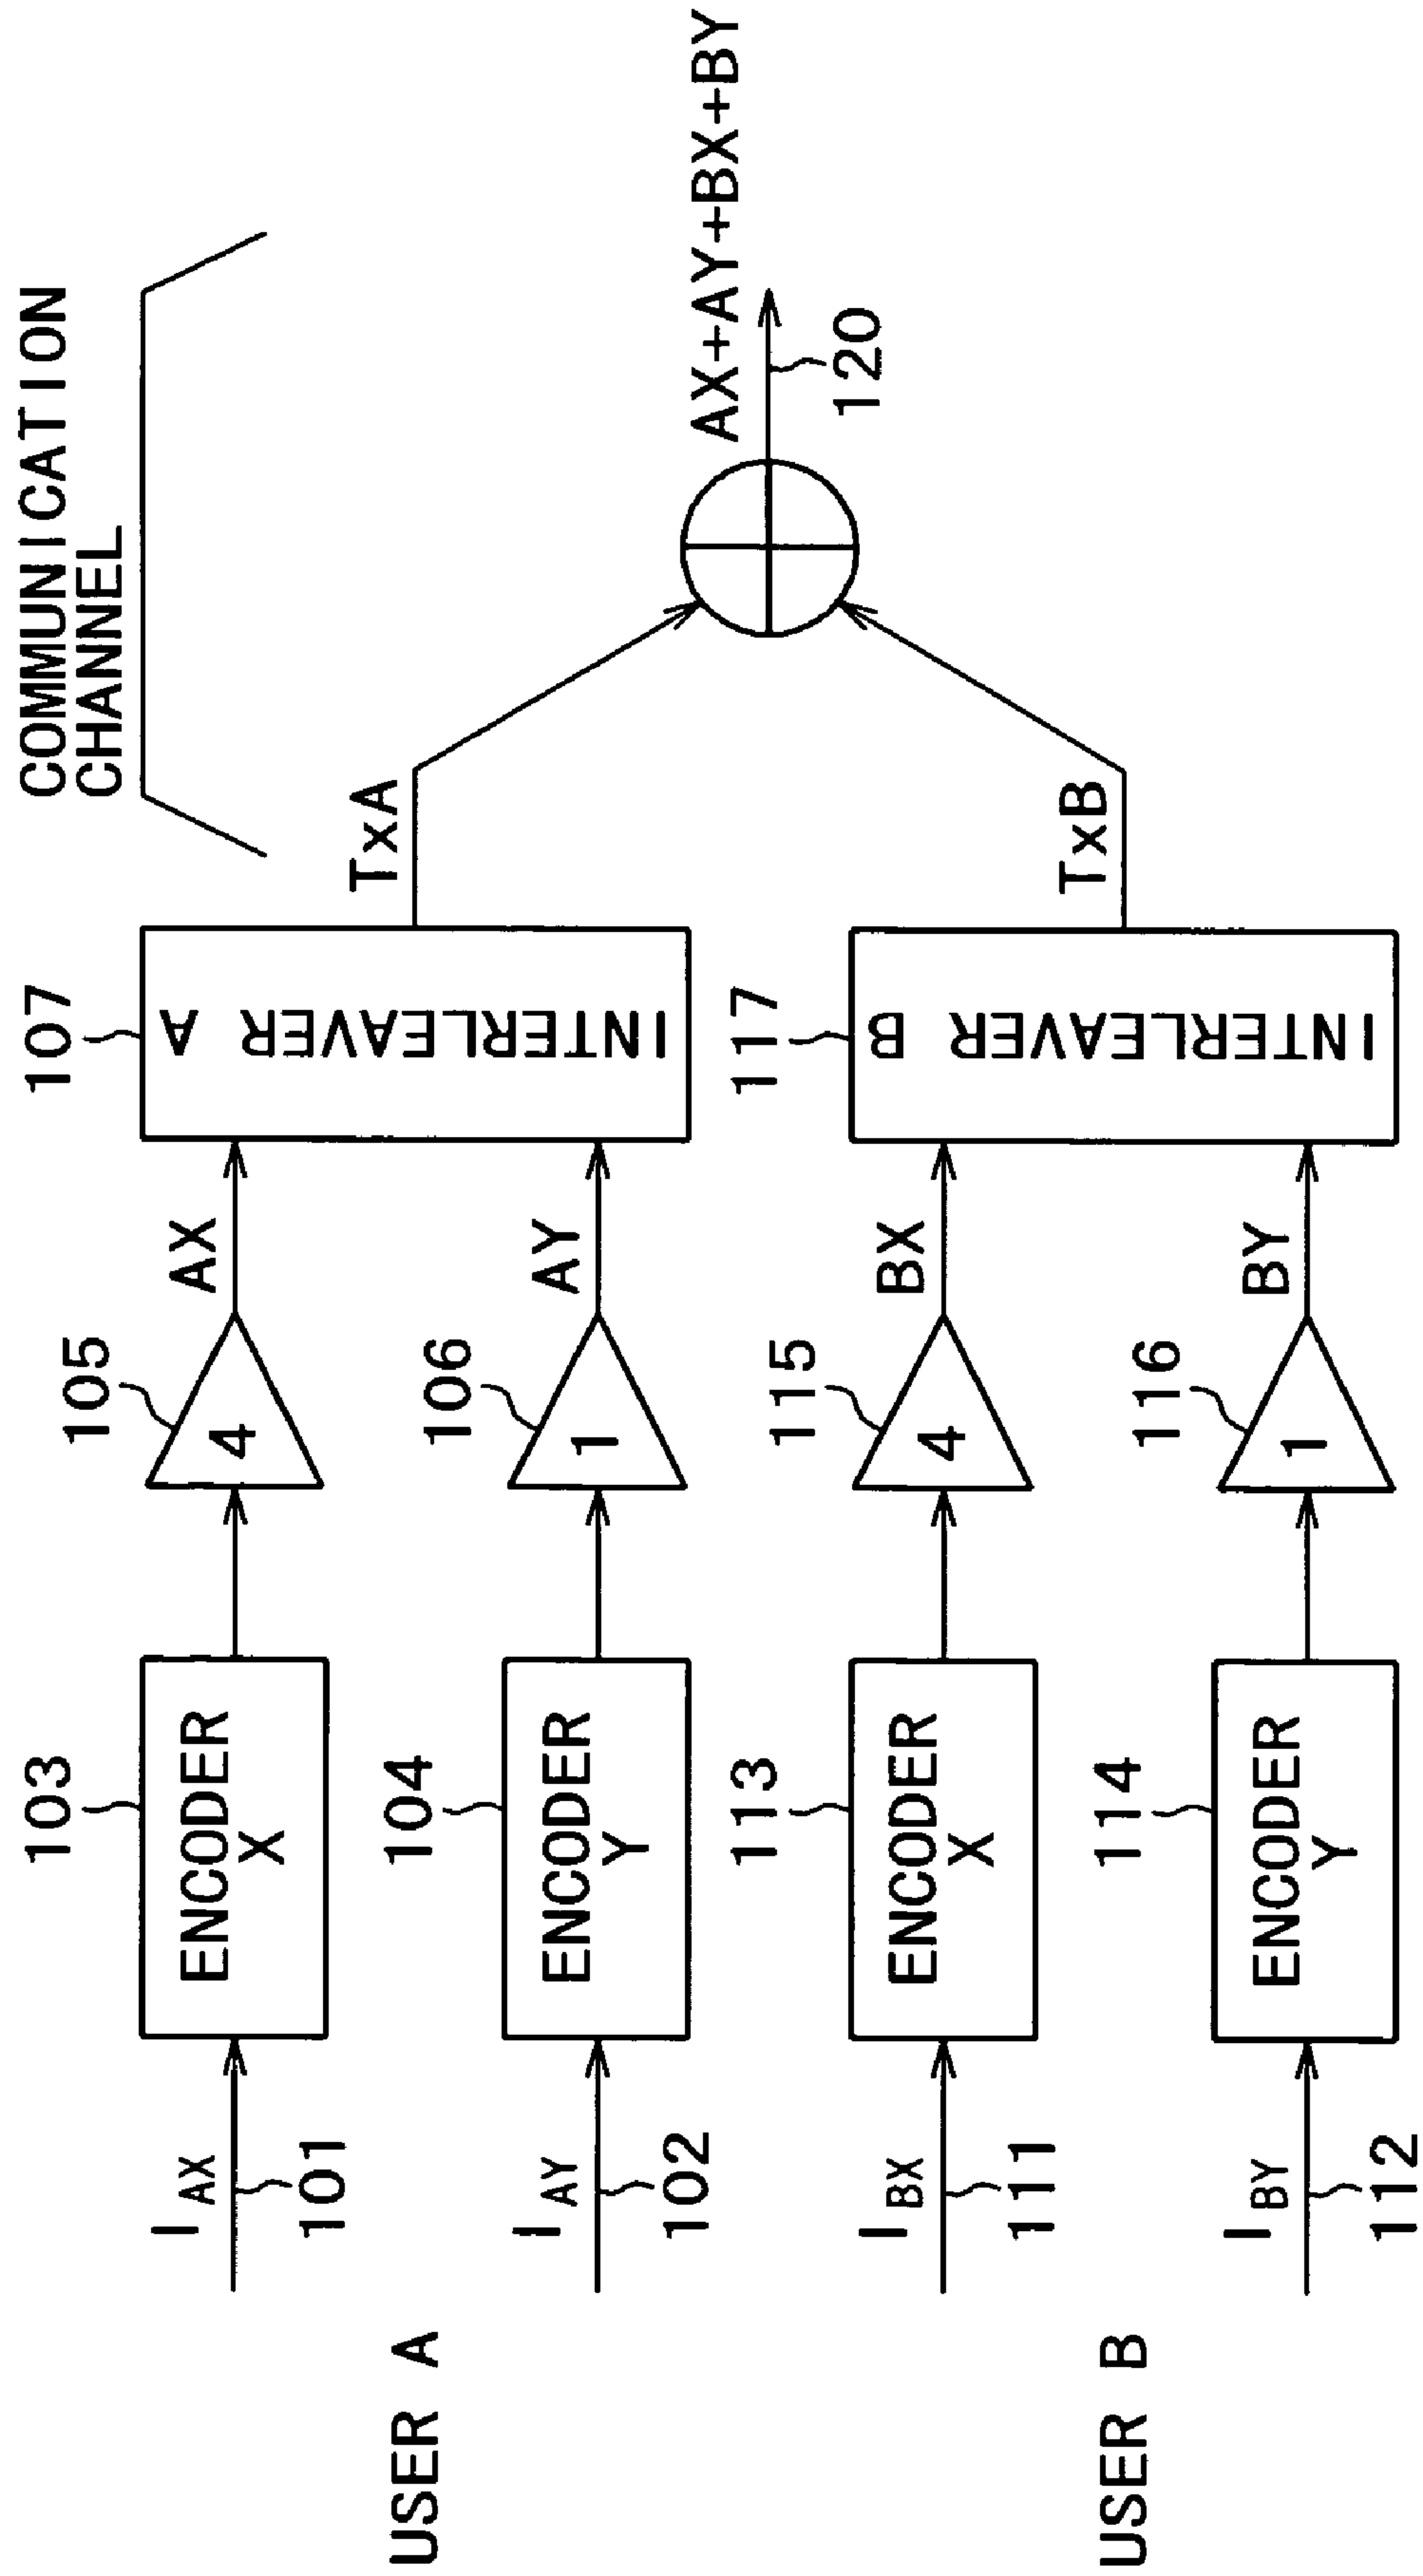 COMMUNICATION
CHANNEL
USER A
I AX
101
103
ENCODER
X
105
4
AX
I AY
102
104
ENCODER
Y
106
1
AY
107
INTERLEAVER A
TxA
USER B
I BX
111
113
ENCODER
X
115
4
BX
I BY
112
114
ENCODER
Y
116
1
BY
117
INTERLEAVER B
TxB
AX+AY+BX+BY
120